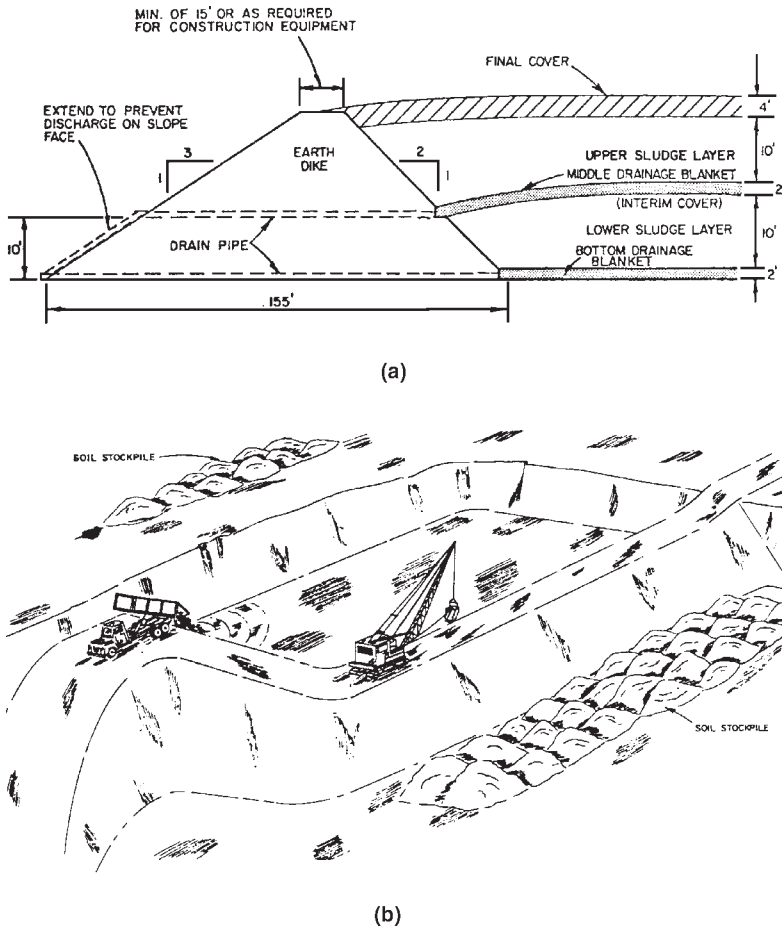 MIN. OF 15' OR AS REQUIRED
FOR CONSTRUCTION EQUIPMENT
FINAL COVER
4'
EXTEND TO PREVENT
DISCHARGE ON SLOPE
FACE
3
1
EARTH
DIKE
2
1
10'
UPPER SLUDGE LAYER
MIDDLE DRAINAGE BLANKET
2'
(INTERIM COVER)
10'
DRAIN PIPE
LOWER SLUDGE LAYER
10'
BOTTOM DRAINAGE
BLANKET
2'
155'
(a)
SOIL STOCKPILE
SOIL STOCKPILE
(b)